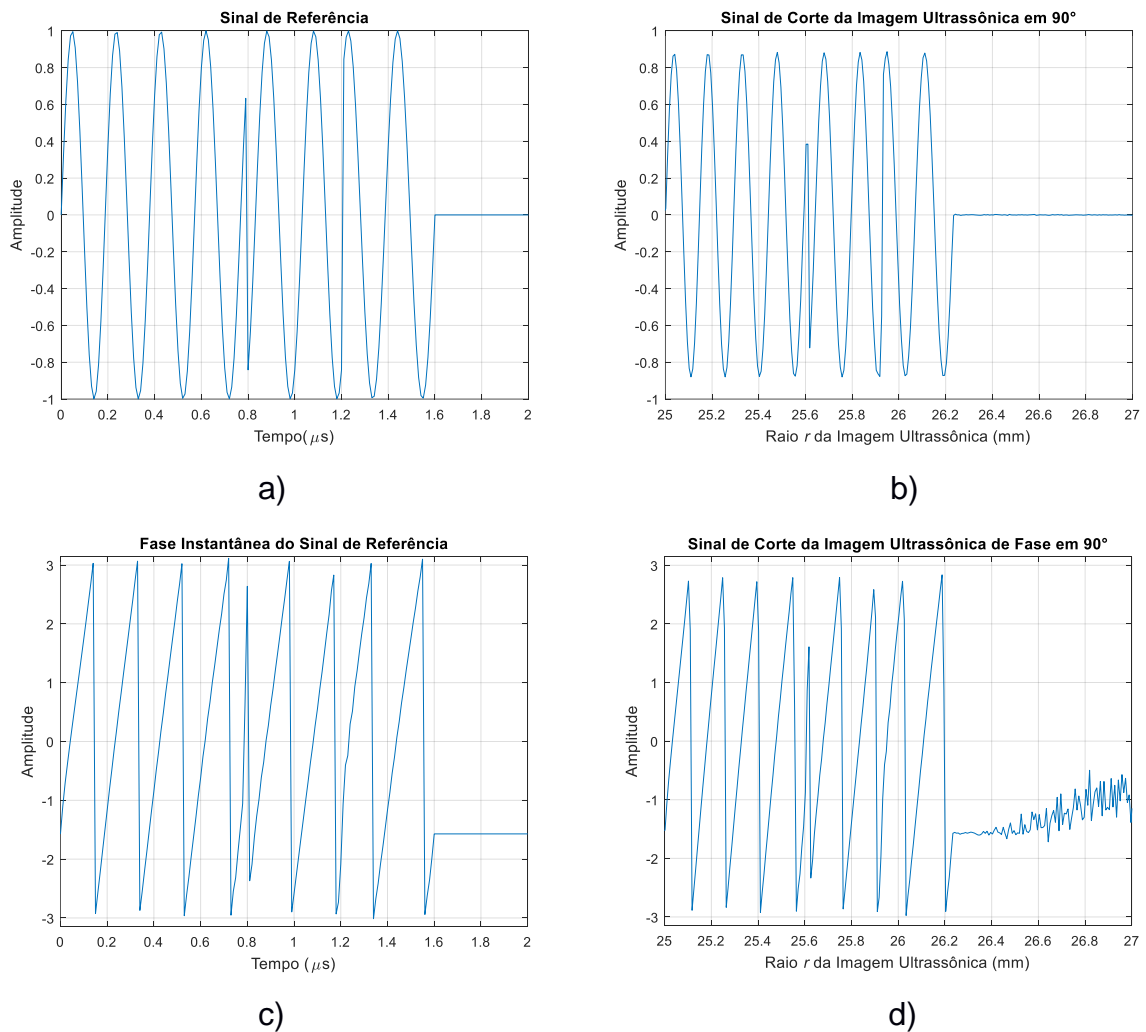 Sinal de Referência
Amplitude
1
0.8
0.6
0.4
0.2
0
-0.2
-0.4
-0.6
-0.8
-1
0 0.2 0.4 0.6 0.8 1 1.2 1.4 1.6 1.8 2
Tempo(μs)
a)
Sinal de Corte da Imagem Ultrassônica em 90°
Amplitude
1
0.8
0.6
0.4
0.2
0
-0.2
-0.4
-0.6
-0.8
-1
25 25.2 25.4 25.6 25.8 26 26.2 26.4 26.6 26.8 27
Raio r da Imagem Ultrassônica (mm)
b)
Fase Instantânea do Sinal de Referência
Amplitude
3
2
1
0
-1
-2
-3
0 0.2 0.4 0.6 0.8 1 1.2 1.4 1.6 1.8 2
Tempo (μs)
c)
Sinal de Corte da Imagem Ultrassônica de Fase em 90°
Amplitude
3
2
1
0
-1
-2
-3
25 25.2 25.4 25.6 25.8 26 26.2 26.4 26.6 26.8 27
Raio r da Imagem Ultrassônica (mm)
d)